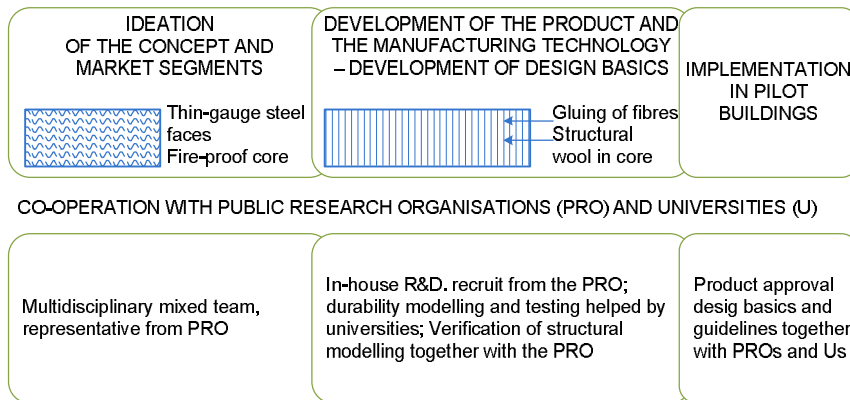 IDEATION
OF THE CONCEPT AND
MARKET SEGMENTS
Thin-gauge steel
faces
Fire-proof core
DEVELOPMENT OF THE PRODUCT AND
THE MANUFACTURING TECHNOLOGY
– DEVELOPMENT OF DESIGN BASICS
Gluing of fibres
Structural
wool in core
IMPLEMENTATION
IN PILOT
BUILDINGS
CO-OPERATION WITH PUBLIC RESEARCH ORGANISATIONS (PRO) AND UNIVERSITIES (U)
Multidisciplinary mixed team,
representative from PRO
In-house R&D. recruit from the PRO;
durability modelling and testing helped by
universities; Verification of structural
modelling together with the PRO
Product approval
desig basics and
guidelines together
with PROs and Us